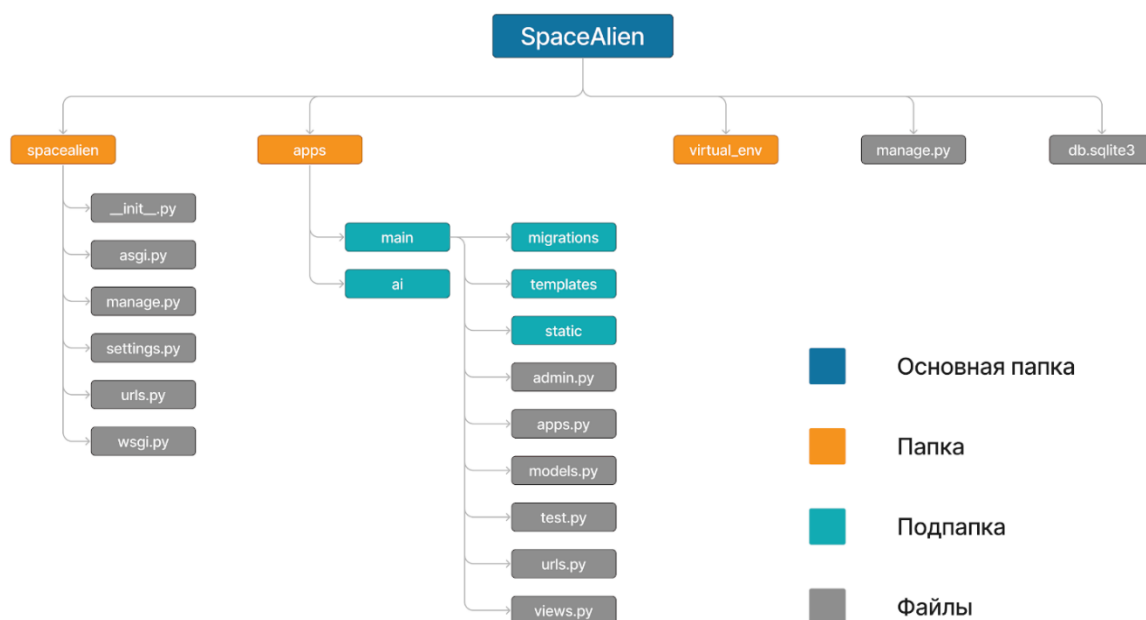 SpaceAlien
spacealien
apps
virtual_env
manage.py
db.sqlite3
__init__.py
asgi.py
manage.py
settings.py
urls.py
wsgi.py
main
ai
migrations
templates
static
admin.py
apps.py
models.py
test.py
urls.py
views.py
Основная папка
Папка
Подпапка
Файлы